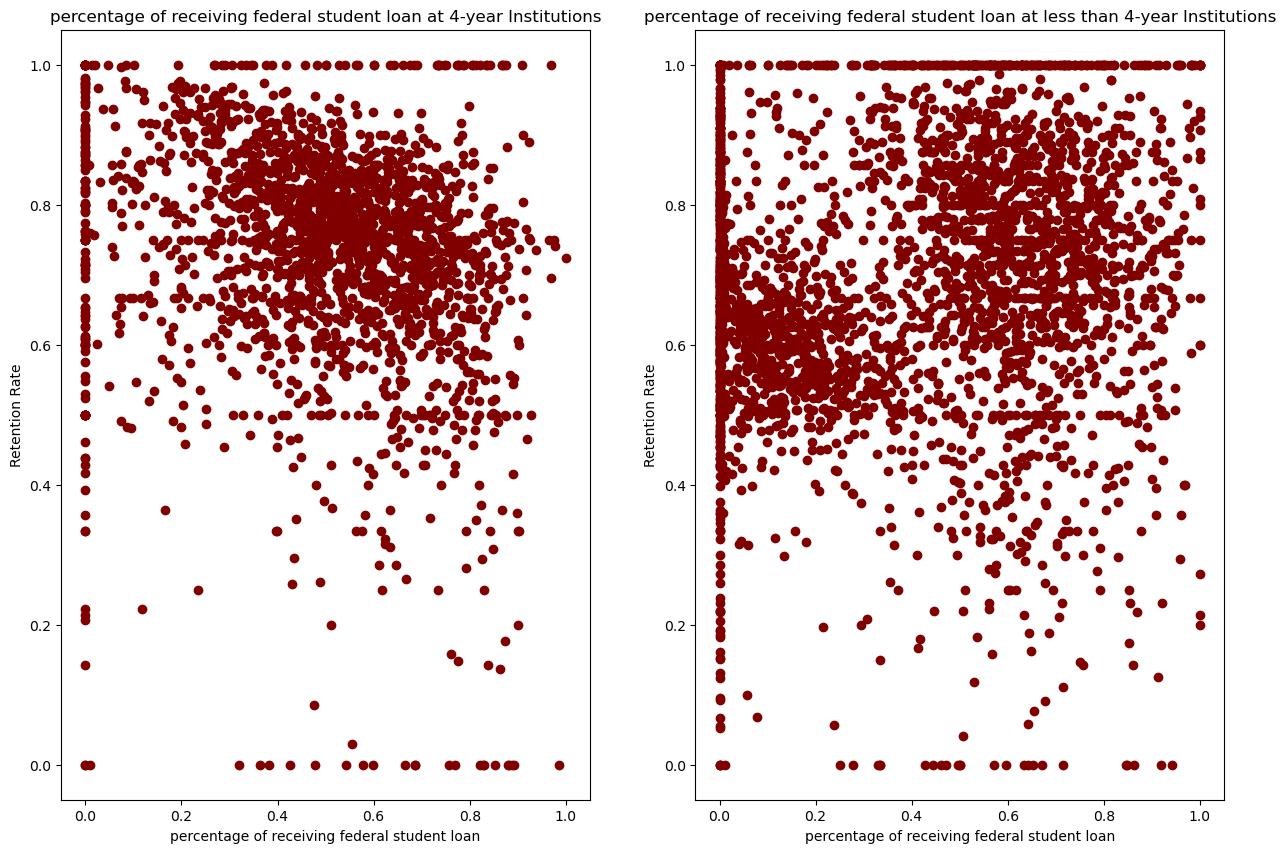 percentage of receiving federal student loan at 4-year Institutions
1.0
0.8
0.6
0.4
0.2
0.0
Retention Rate
0.0 0.2 0.4 0.6 0.8 1.0
percentage of receiving federal student loan
percentage of receiving federal student loan at less than 4-year Institutions
1.0
0.8
0.6
0.4
0.2
0.0
Retention Rate
0.0 0.2 0.4 0.6 0.8 1.0
percentage of receiving federal student loan